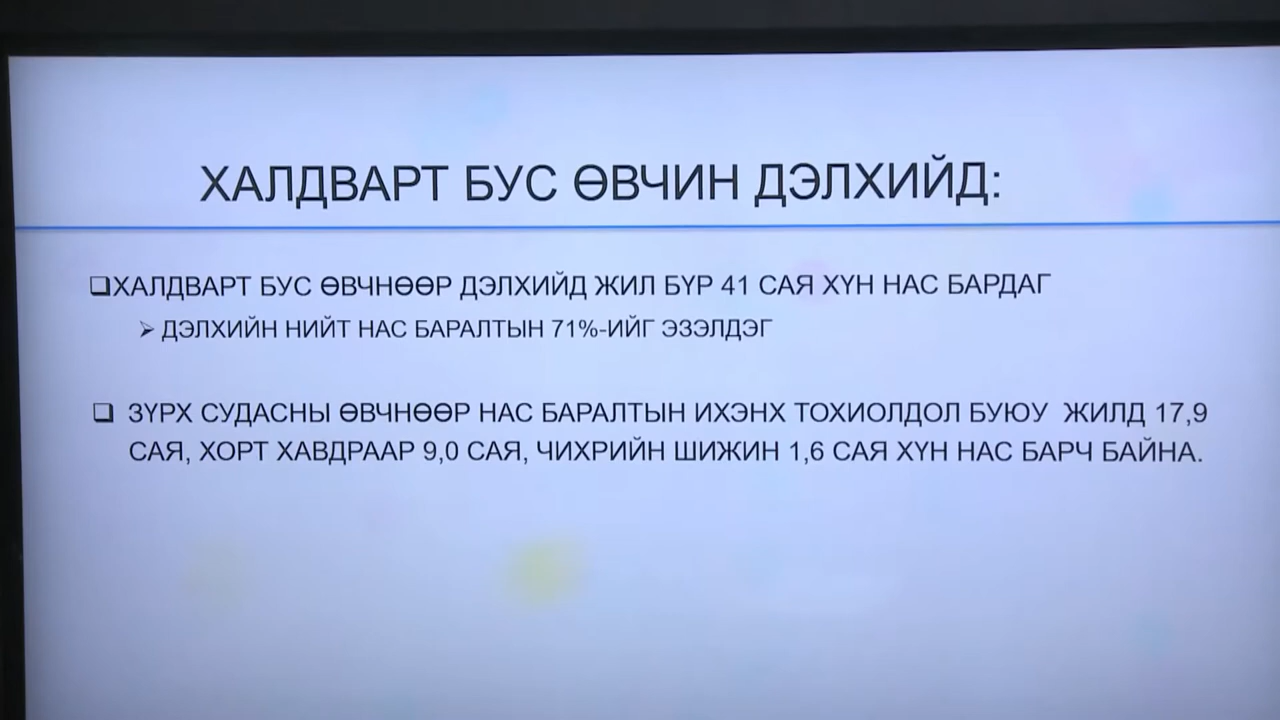 ХАЛДВАРТ БУС ӨВЧИН ДЭЛХИЙД:
❑ХАЛДВАРТ БУС ӨВЧНӨӨР ДЭЛХИЙД ЖИЛ БҮР 41 САЯ ХҮН НАС БАРДАГ
➢ ДЭЛХИЙН НИЙТ НАС БАРАЛТЫН 71%-ИЙГ ЭЗЭЛДЭГ
❑ ЗҮРХ СУДАСНЫ ӨВЧНӨӨР НАС БАРАЛТЫН ИХЭНХ ТОХИОЛДОЛ БУЮУ ЖИЛД 17,9
САЯ, ХОРТ ХАВДРААР 9,0 САЯ, ЧИХРИЙН ШИЖИН 1,6 САЯ ХҮН НАС БАРЧ БАЙНА.